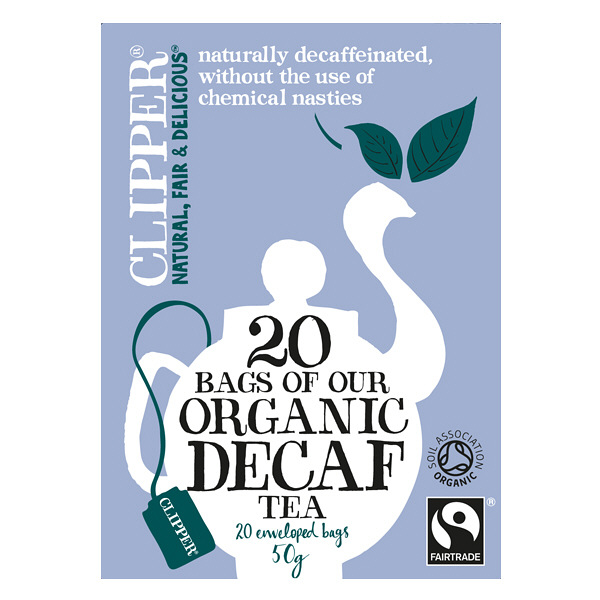 CLIPPER®
NATURAL, FAIR & DELICIOUS®
naturally decaffeinated,
without the use of
chemical nasties
20
BAGS OF OUR
ORGANIC
DECAF
TEA
20 enveloped bags
50g
CLIPPER®
SOIL ASSOCIATION
ORGANIC
®
FAIRTRADE